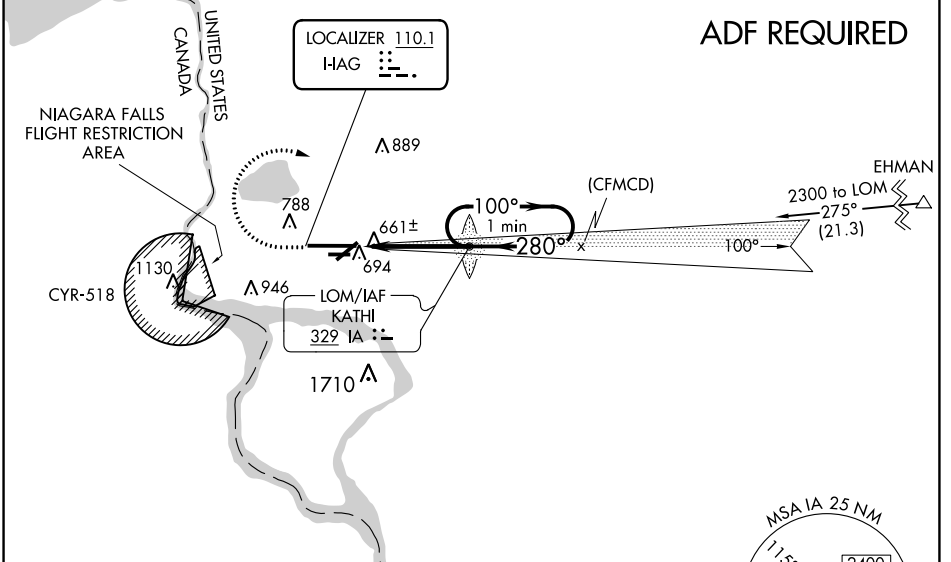 ADF REQUIRED
UNITED STATES
CANADA
LOCALIZER 110.1
I-IAG
NIAGARA FALLS
FLIGHT RESTRICTION
AREA
889
EHMAN
(CFMCD)
2300 to LOM
275°
(21.3)
788
100°
1 min
661±
280°
100°
694
1130
CYR-518
946
LOM/IAF
KATHI
329 IA
1710
MSA IA 25 NM